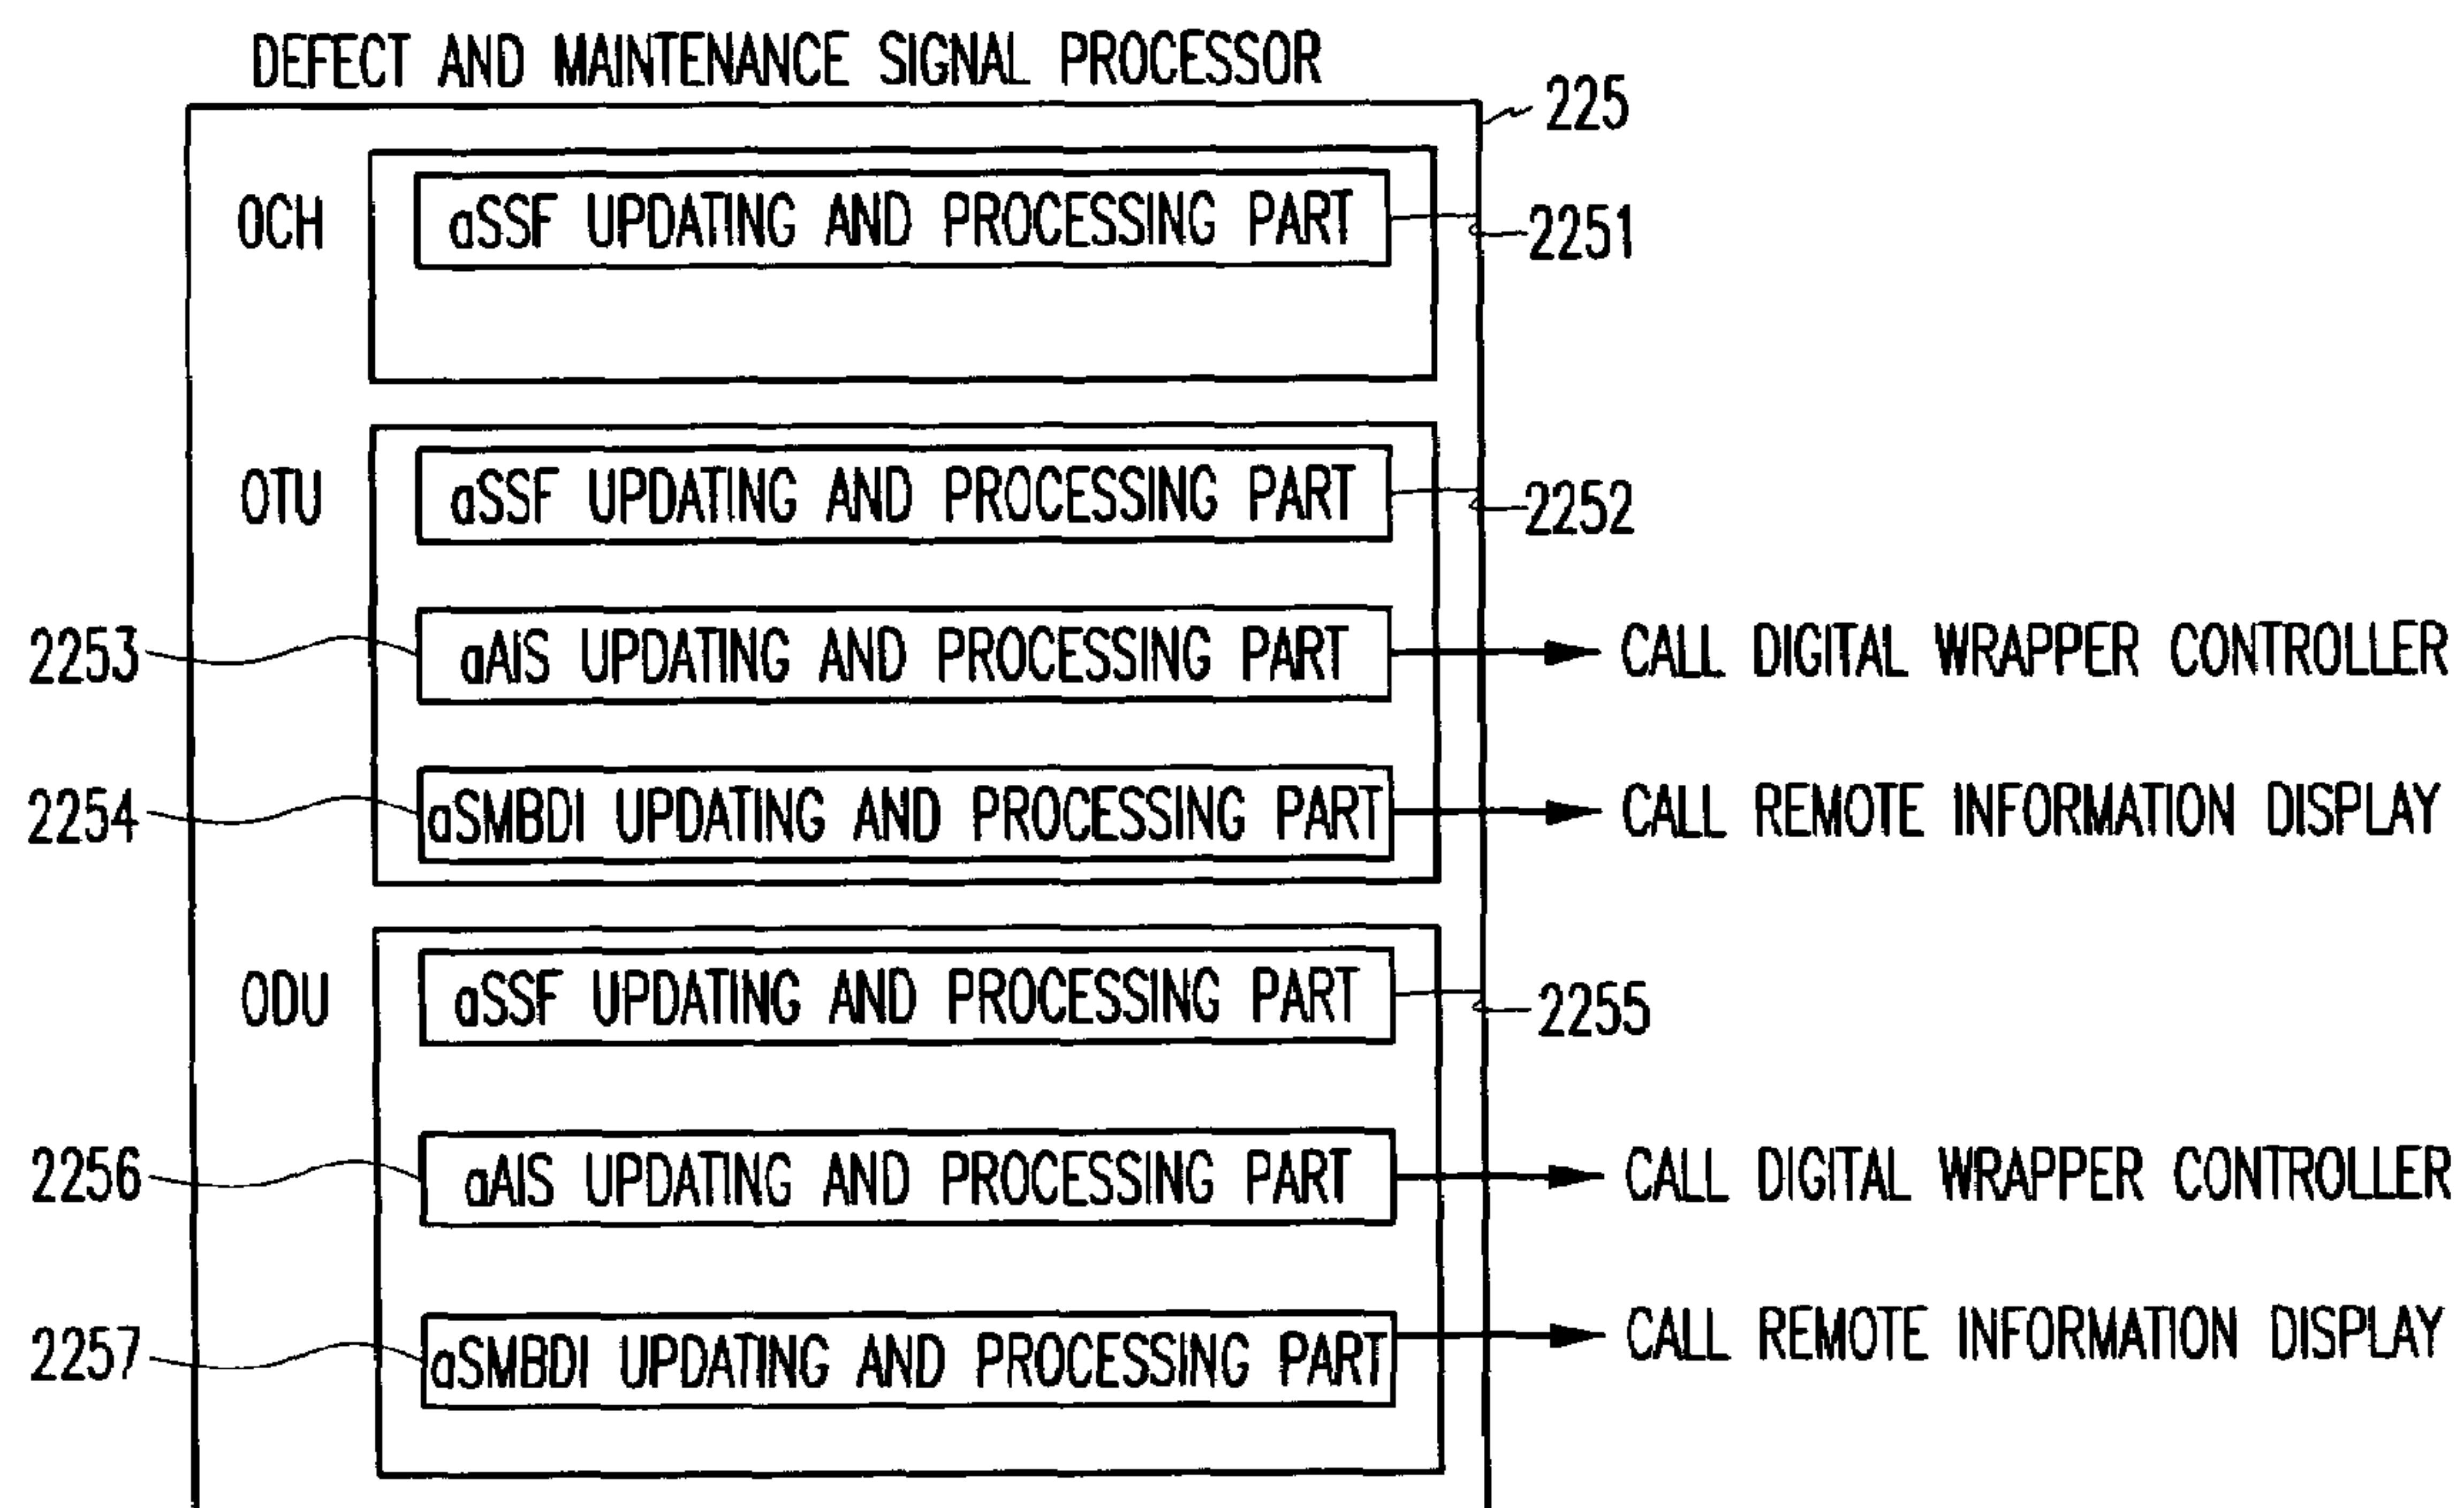 DEFECT AND MAINTENANCE SIGNAL PROCESSOR
225
OCH
aSSF UPDATING AND PROCESSING PART
2251
OTU
aSSF UPDATING AND PROCESSING PART
2252
2253
aAIS UPDATING AND PROCESSING PART
CALL DIGITAL WRAPPER CONTROLLER
2254
aSMBDI UPDATING AND PROCESSING PART
CALL REMOTE INFORMATION DISPLAY
ODU
aSSF UPDATING AND PROCESSING PART
2255
2256
aAIS UPDATING AND PROCESSING PART
CALL DIGITAL WRAPPER CONTROLLER
2257
aSMBDI UPDATING AND PROCESSING PART
CALL REMOTE INFORMATION DISPLAY